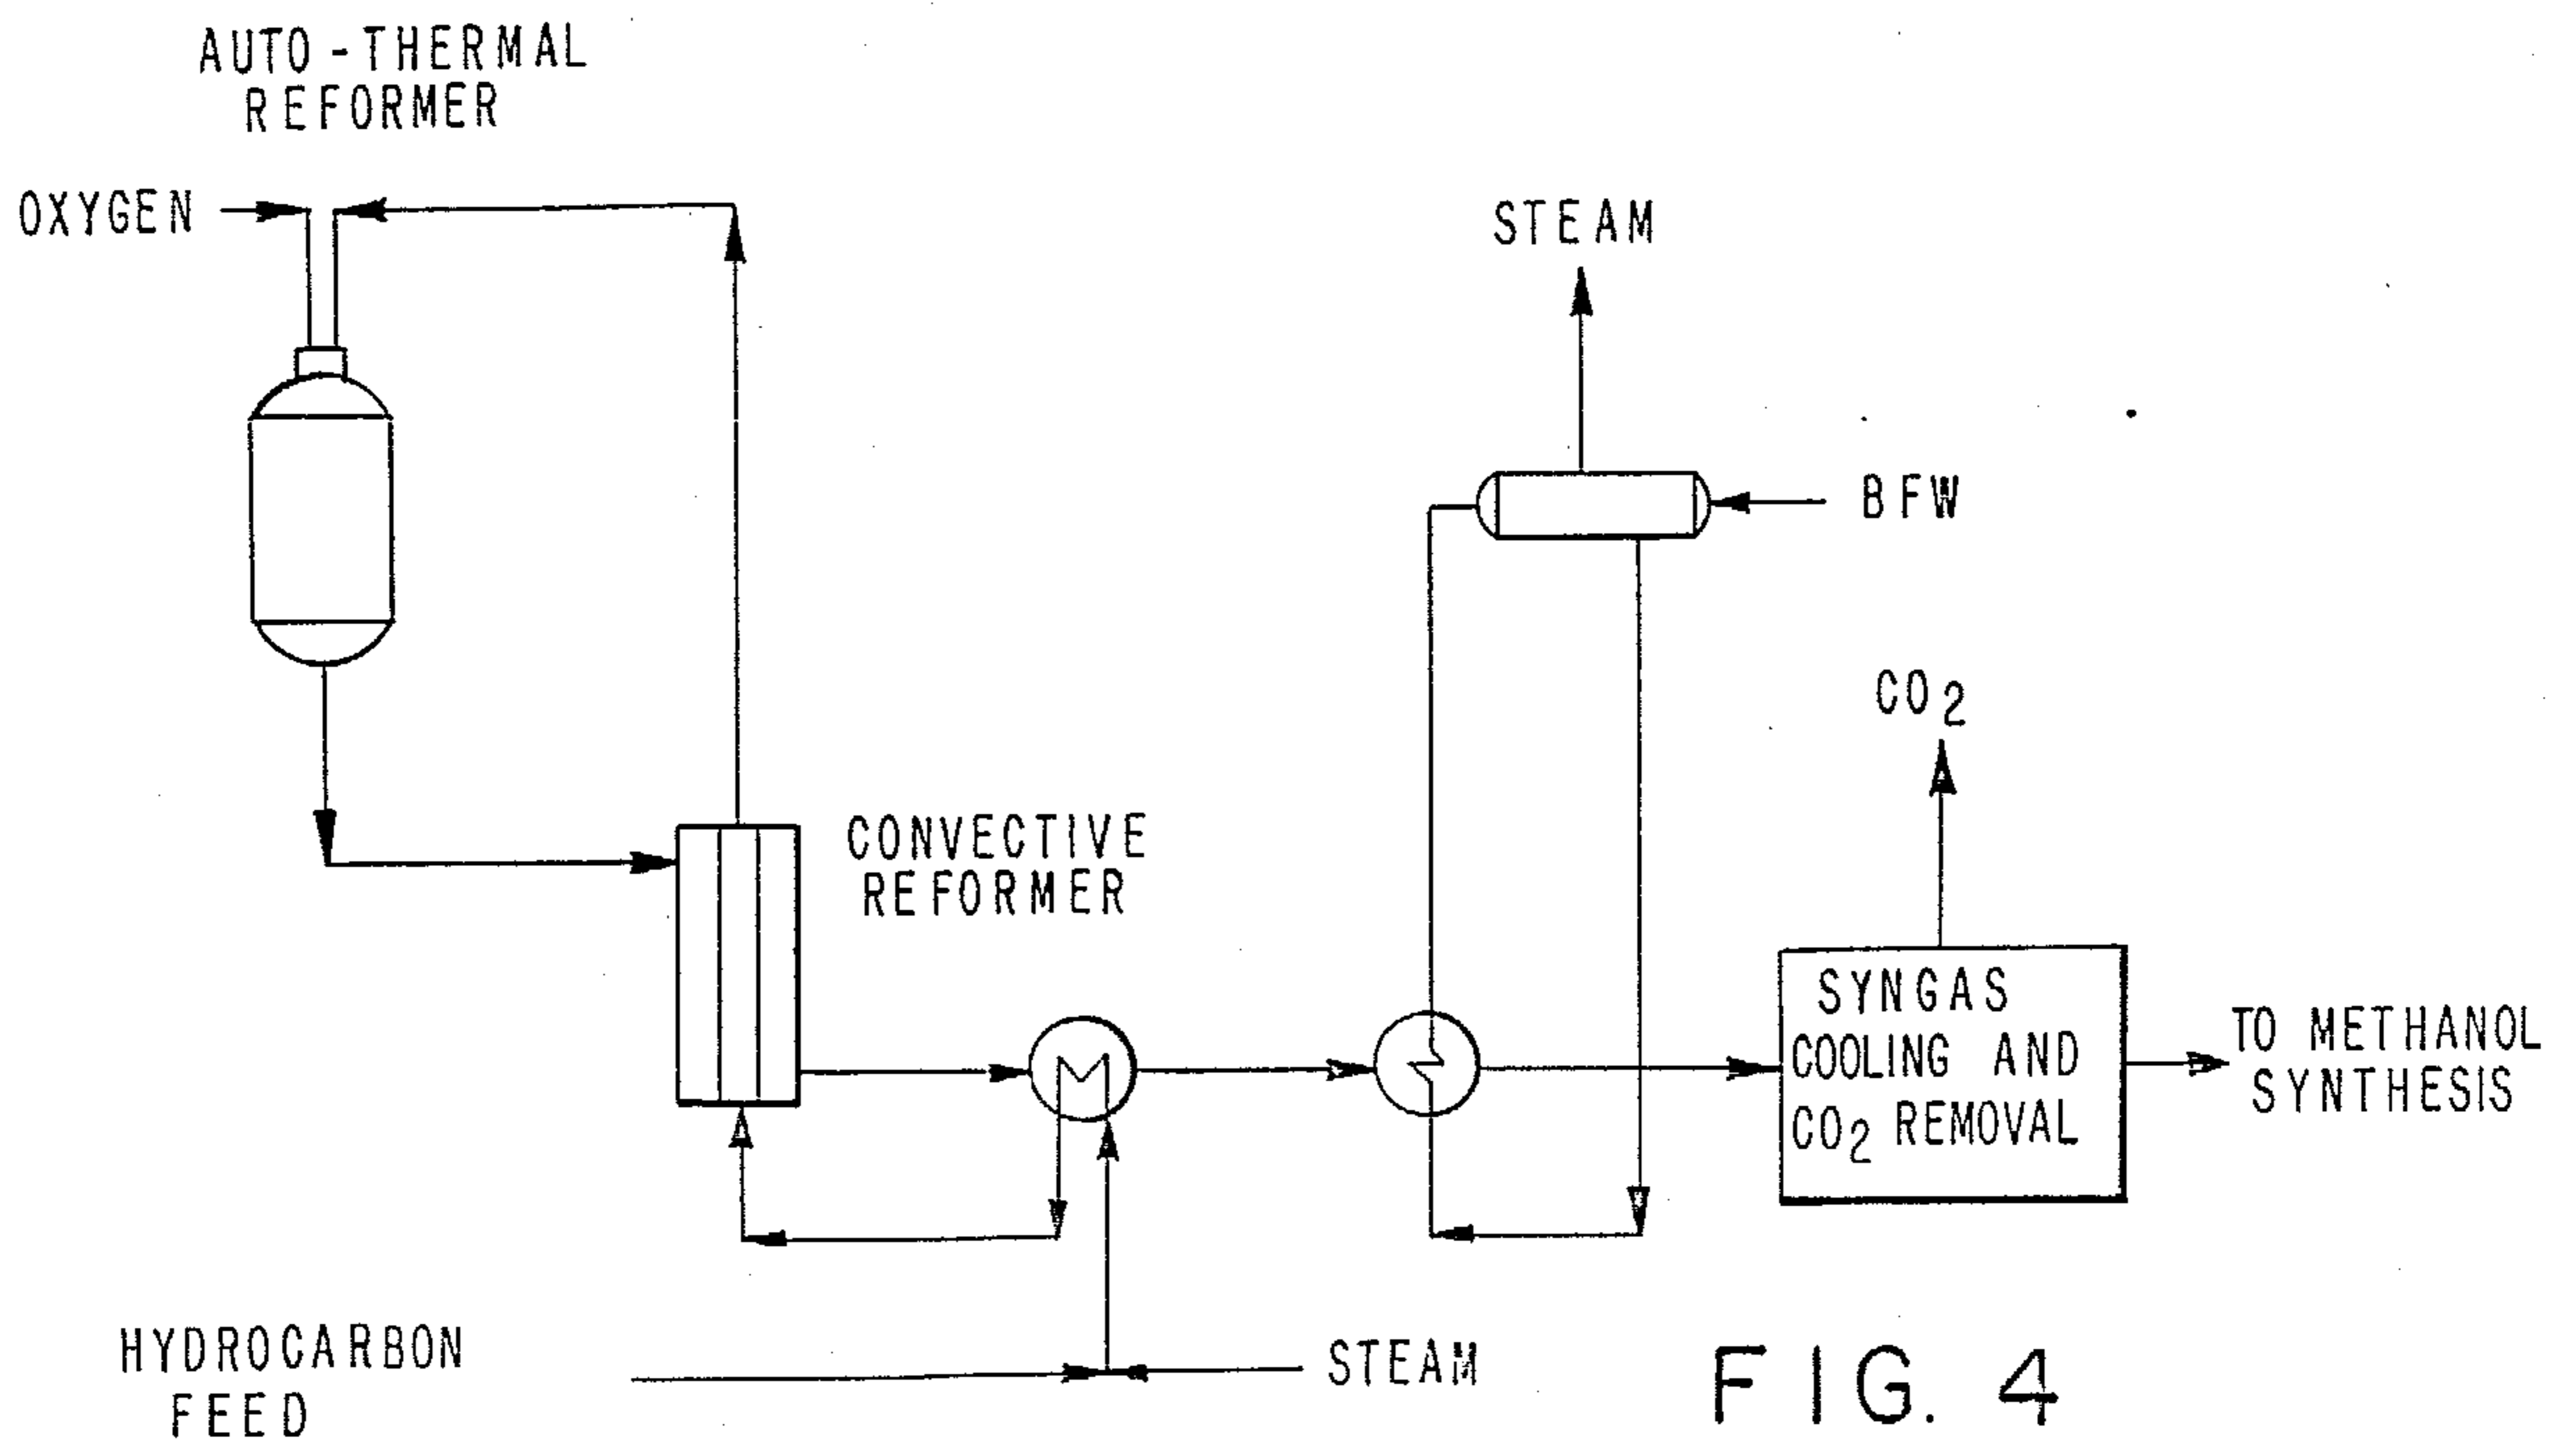 AUTO-THERMAL
REFORMER
OXYGEN
STEAM
BFW
CO2
CONVECTIVE
REFORMER
SYNGAS
COOLING AND
CO2 REMOVAL
TO METHANOL
SYNTHESIS
HYDROCARBON
FEED
STEAM
FIG. 4